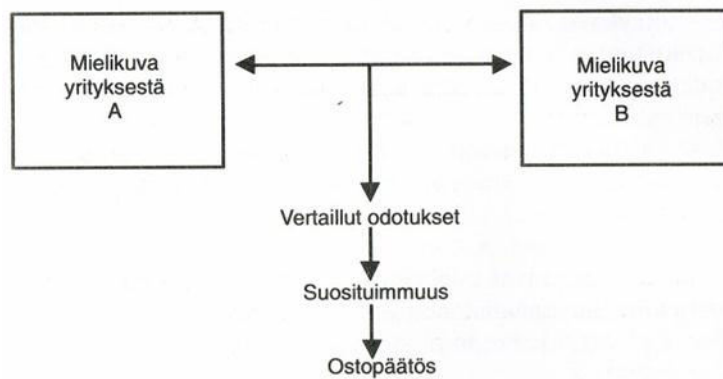 Mielikuva
yrityksestä
A
Mielikuva
yrityksestä
B
Vertaillut odotukset
Suosituimmuus
Ostopäätös